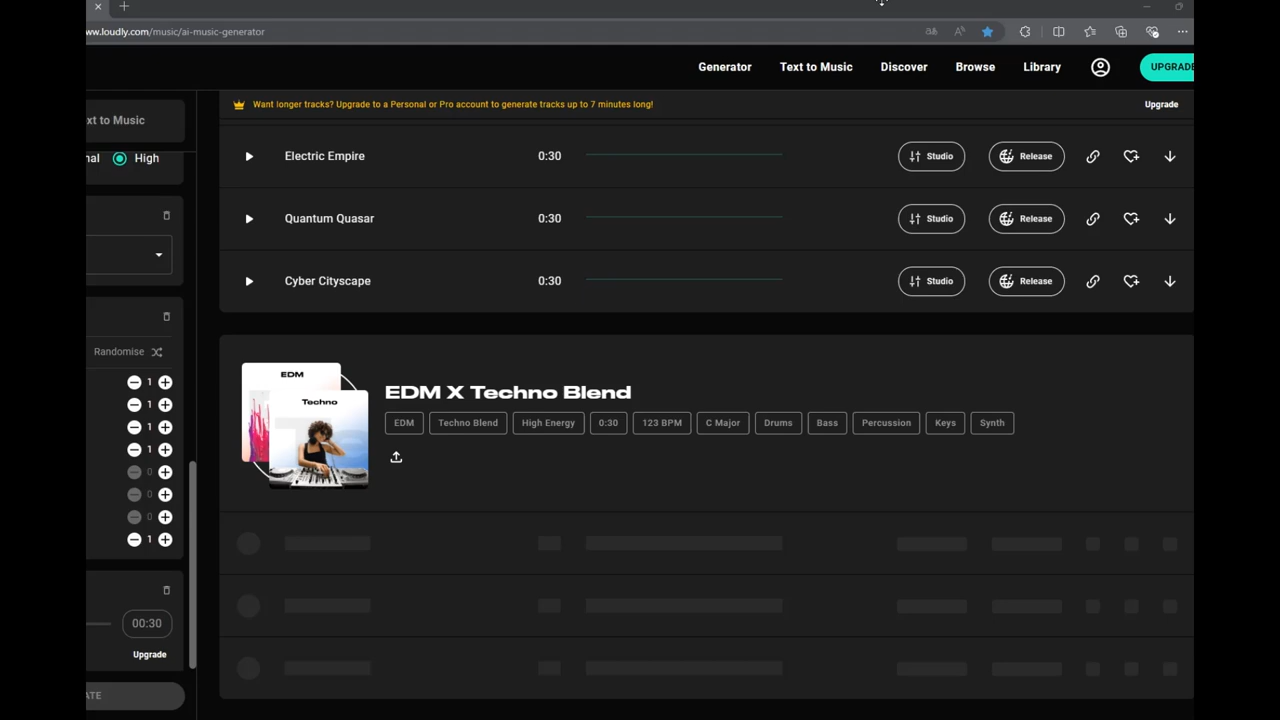 ww.loudly.com/music/ai-music-generator
Generator Text to Music Discover Browse Library UPGRADE
Want longer tracks? Upgrade to a Personal or Pro account to generate tracks up to 7 minutes long! Upgrade
xt to Music
nal High
Randomise
1
1
1
1
0
0
0
1
00:30
Upgrade
ATE
Electric Empire 0:30 Studio Release
Quantum Quasar 0:30 Studio Release
Cyber Cityscape 0:30 Studio Release
EDM
Techno
EDM X Techno Blend
EDM Techno Blend High Energy 0:30 123 BPM C Major Drums Bass Percussion Keys Synth